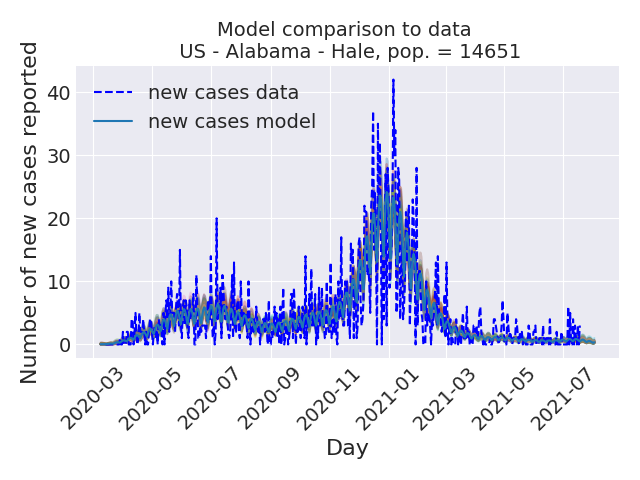 Model comparison to data
US - Alabama - Hale, pop. = 14651
Number of new cases reported
40
30
20
10
0
new cases data
new cases model
2020-03
2020-05
2020-07
2020-09
2020-11
2021-01
2021-03
2021-05
2021-07
Day